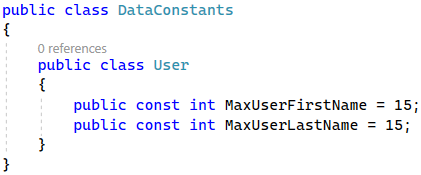 public class DataConstants
{
0 references
public class User
{
public const int MaxUserFirstName = 15;
public const int MaxUserLastName = 15;
}
}